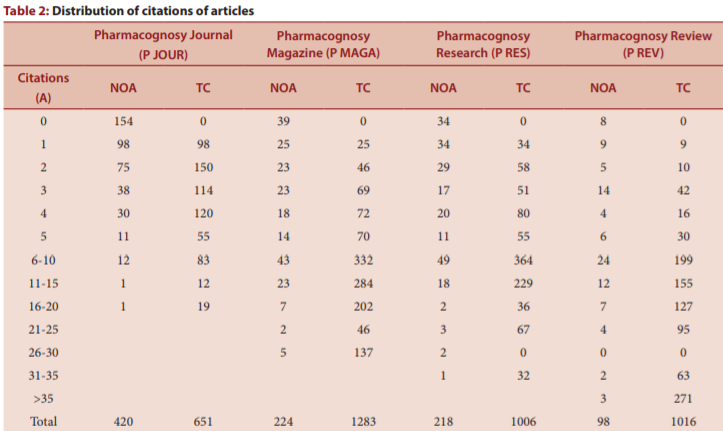 Table 2: Distribution of citations of articles
Pharmacognosy Journal (P JOUR) Pharmacognosy Magazine (P MAGA) Pharmacognosy Research (P RES) Pharmacognosy Review (P REV)
Citations (A) NOA TC NOA TC NOA TC NOA TC
0 154 0 39 0 34 0 8 0
1 98 98 25 25 34 34 9 9
2 75 150 23 46 29 58 5 10
3 38 114 23 69 17 51 14 42
4 30 120 18 72 20 80 4 16
5 11 55 14 70 11 55 6 30
6-10 12 83 43 332 49 364 24 199
11-15 1 12 23 284 18 229 12 155
16-20 1 19 7 202 2 36 7 127
21-25 2 46 3 67 4 95
26-30 5 137 2 0 0 0
31-35 1 32 2 63
>35 3 271
Total 420 651 224 1283 218 1006 98 1016